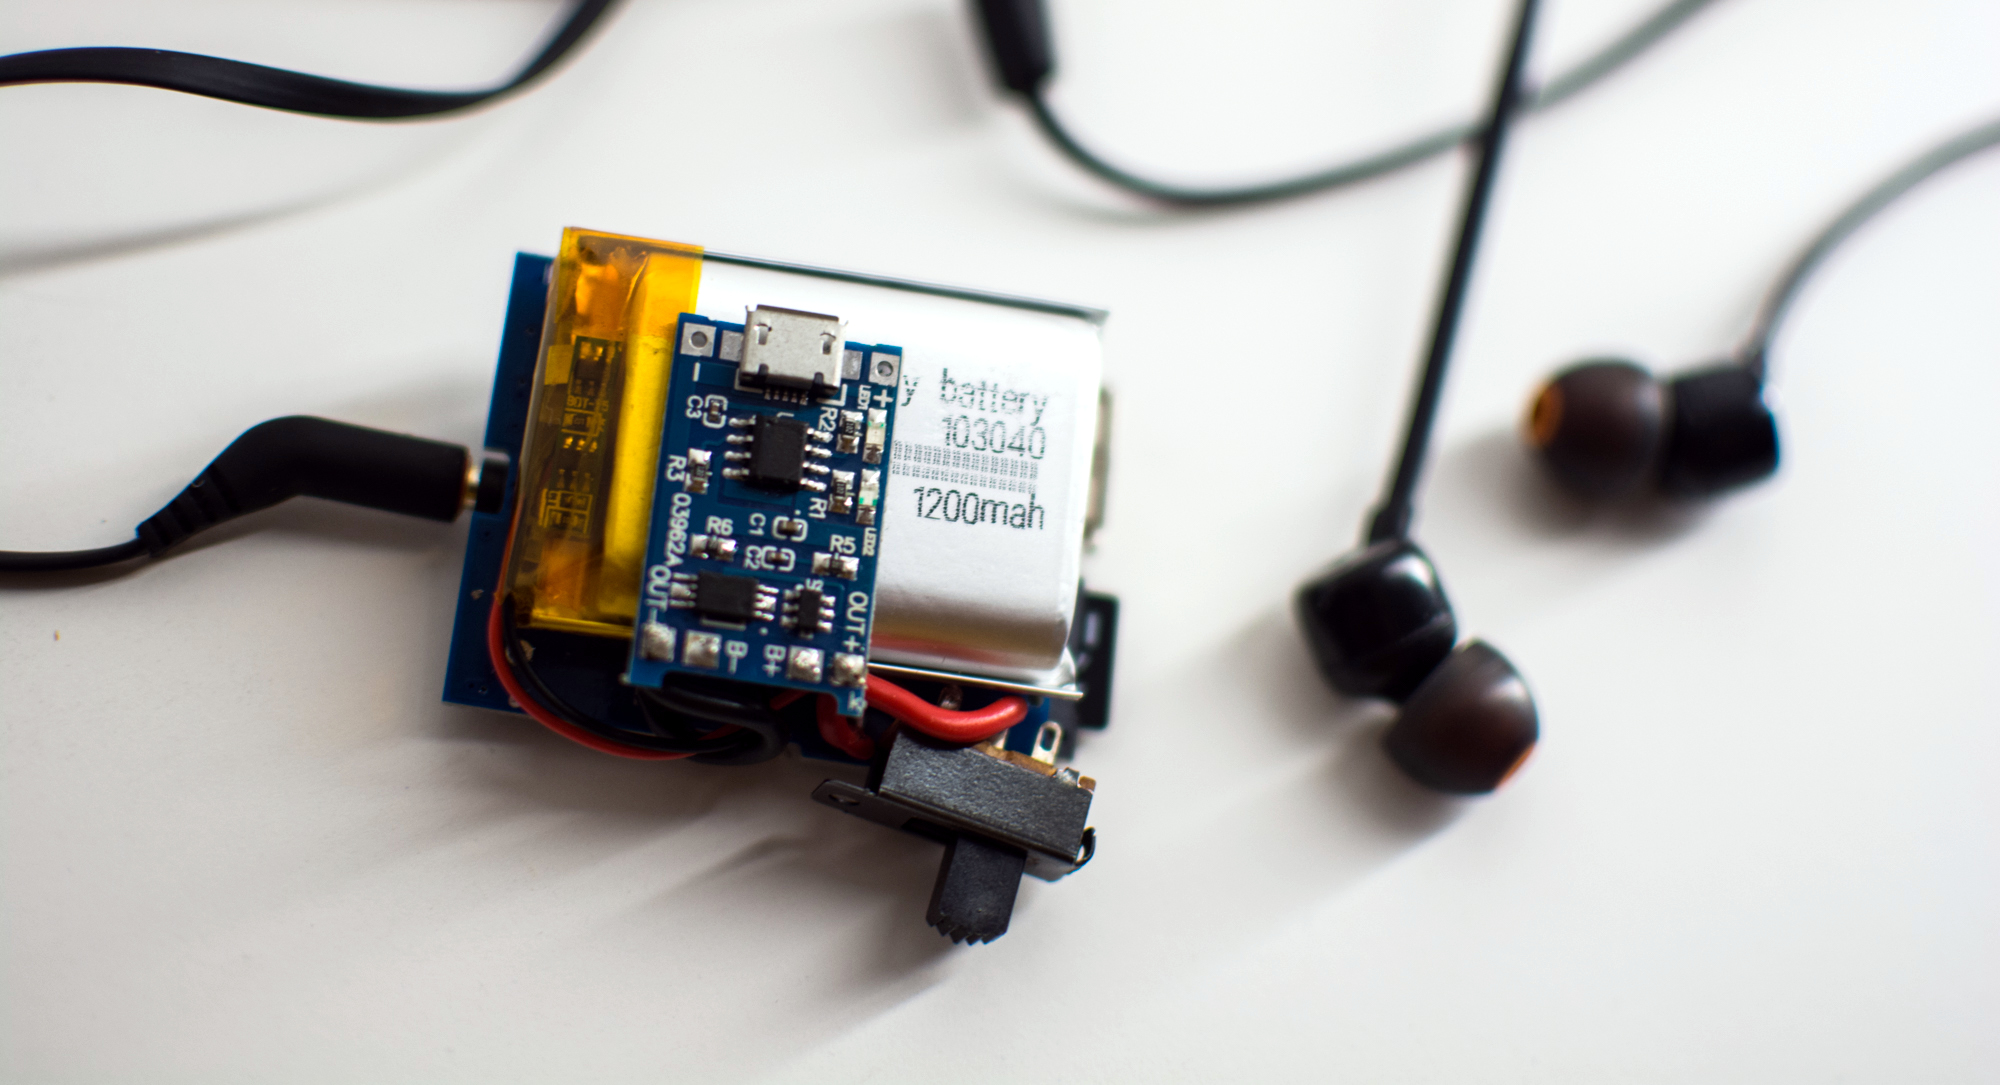 y battery
103040
1200mah
-
+
LED1
C3
R2
R3
R1
03962A
R6
C1
C2
R5
LED2
OUT-
OUT+
B-
B+